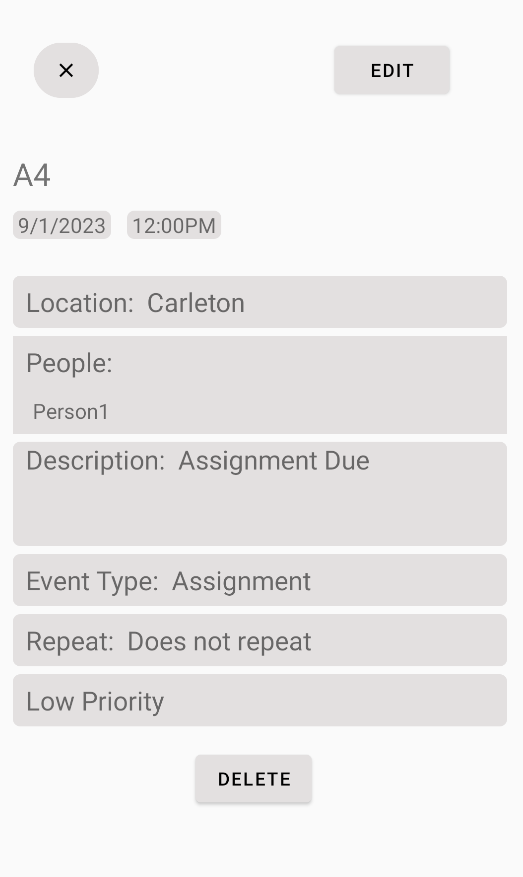 EDIT
A4
9/1/2023 12:00PM
Location: Carleton
People:
Person1
Description: Assignment Due
Event Type: Assignment
Repeat: Does not repeat
Low Priority
DELETE